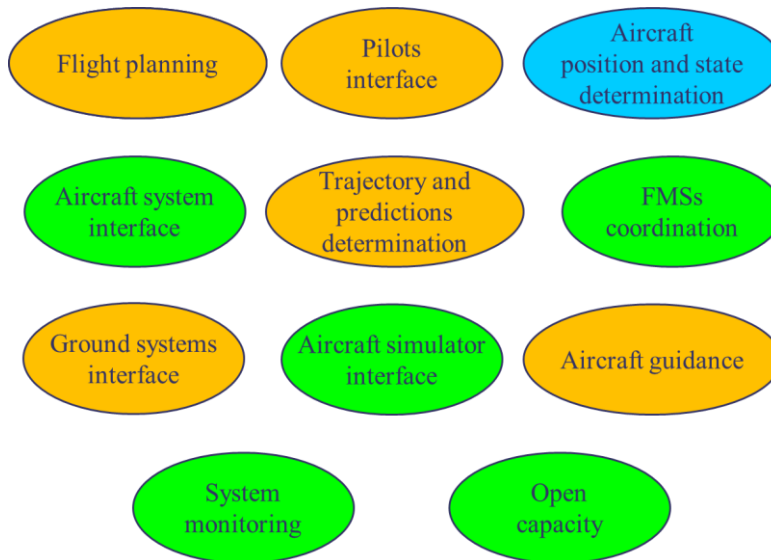 Flight planning
Pilots
interface
Aircraft
position and state
determination
Aircraft system
interface
Trajectory and
predictions
determination
FMSs
coordination
Ground systems
interface
Aircraft simulator
interface
Aircraft guidance
System
monitoring
Open
capacity